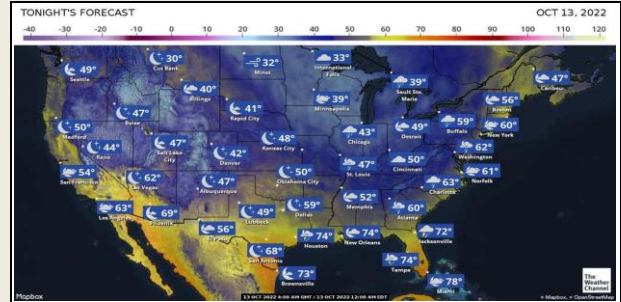 TONIGHT'S FORECAST
OCT 13, 2022
-40 -30 -20 -10 0 10 20 30 40 50 60 70 80 90 100 110 120
49°
Seattle
30°
Cut Bank
32°
Minot
33°
International
Falls
47°
Caribou
40°
Billings
39°
Minneapolis
39°
Sault Ste.
Marie
56°
Boston
41°
Rapid City
47°
Boise
50°
Medford
43°
Chicago
49°
Detroit
59°
Buffalo
60°
New York
44°
Reno
47°
Salt Lake
City
42°
Denver
48°
Kansas City
62°
Washington
54°
San Francisco
62°
Las Vegas
47°
Albuquerque
50°
Oklahoma City
47°
St. Louis
50°
Cincinnati
61°
Norfolk
63°
Charlotte
63°
Los Angeles
69°
Phoenix
49°
Lubbock
59°
Dallas
52°
Memphis
60°
Atlanta
56°
El Paso
74°
Houston
74°
New Orleans
72°
Jacksonville
68°
San Antonio
74°
Tampa
73°
Brownsville
78°
Miami
The
Weather
Channel
Mapbox
13 OCT 2022 4:00 AM GMT / 13 OCT 2022 12:00 AM EDT
© Mapbox, © OpenStreetMap